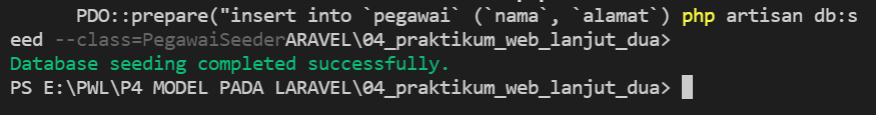 PDO::prepare("insert into `pegawai` (`nama`, `alamat`) php artisan db:s
eed --class=PegawaiSeederARAVEL\04_praktikum_web_lanjut_dua>
Database seeding completed successfully.
PS E:\PWL\P4 MODEL PADA LARAVEL\04_praktikum_web_lanjut_dua>